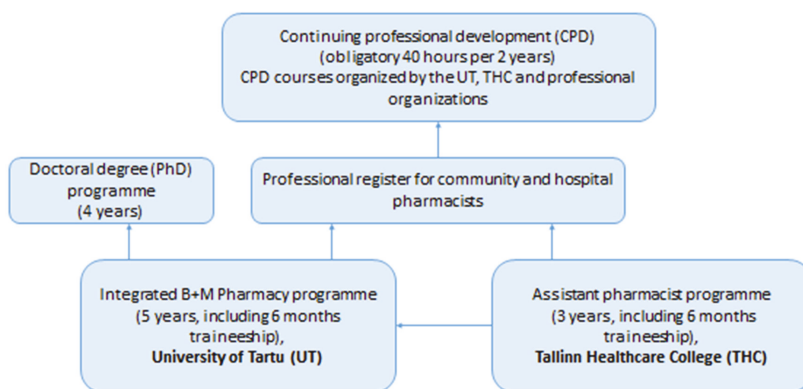 Continuing professional development (CPD)
(obligatory 40 hours per 2 years)
CPD courses organized by the UT, THC and professional
organizations
Doctoral degree (PhD)
programme
(4 years)
Professional register for community and hospital
pharmacists
Integrated B+M Pharmacy programme
(5 years, including 6 months
traineeship),
University of Tartu (UT)
Assistant pharmacist programme
(3 years, including 6 months
traineeship),
Tallinn Healthcare College (THC)